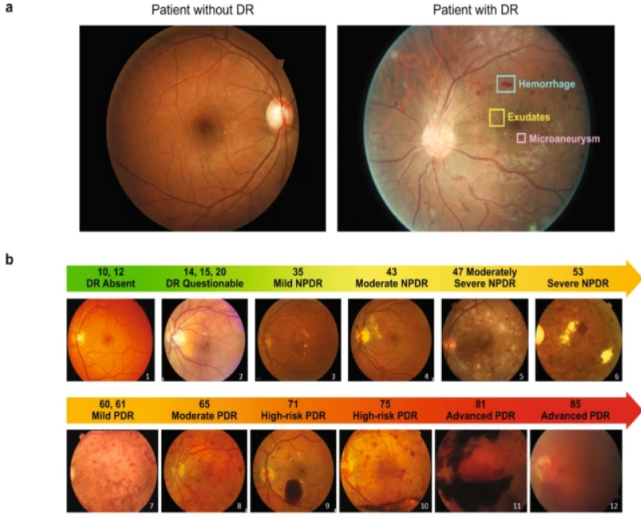 a
Patient without DR
Patient with DR
Hemorrhage
Exudates
Microaneurysm
b
10, 12
DR Absent
14, 15, 20
DR Questionable
35
Mild NPDR
43
Moderate NPDR
47 Moderately
Severe NPDR
53
Severe NPDR
1
2
3
4
5
6
60, 61
Mild PDR
65
Moderate PDR
71
High-risk PDR
75
High-risk PDR
81
Advanced PDR
85
Advanced PDR
7
8
9
10
11
12